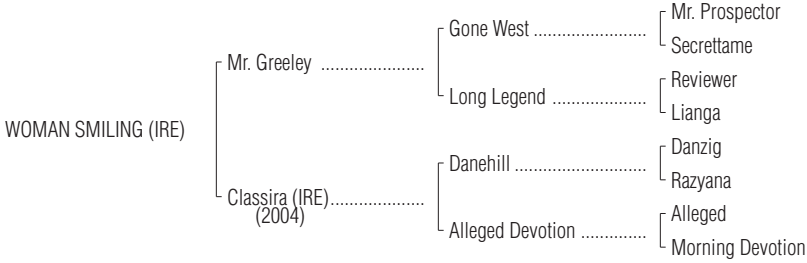 Mr. Prospector
Gone West ........................
Secrettame
Mr. Greeley ......................
Reviewer
Long Legend ....................
Lianga
WOMAN SMILING (IRE)
Danzig
Danehill ............................
Razyana
Classira (IRE)....................
(2004)
Alleged
Alleged Devotion ..............
Morning Devotion